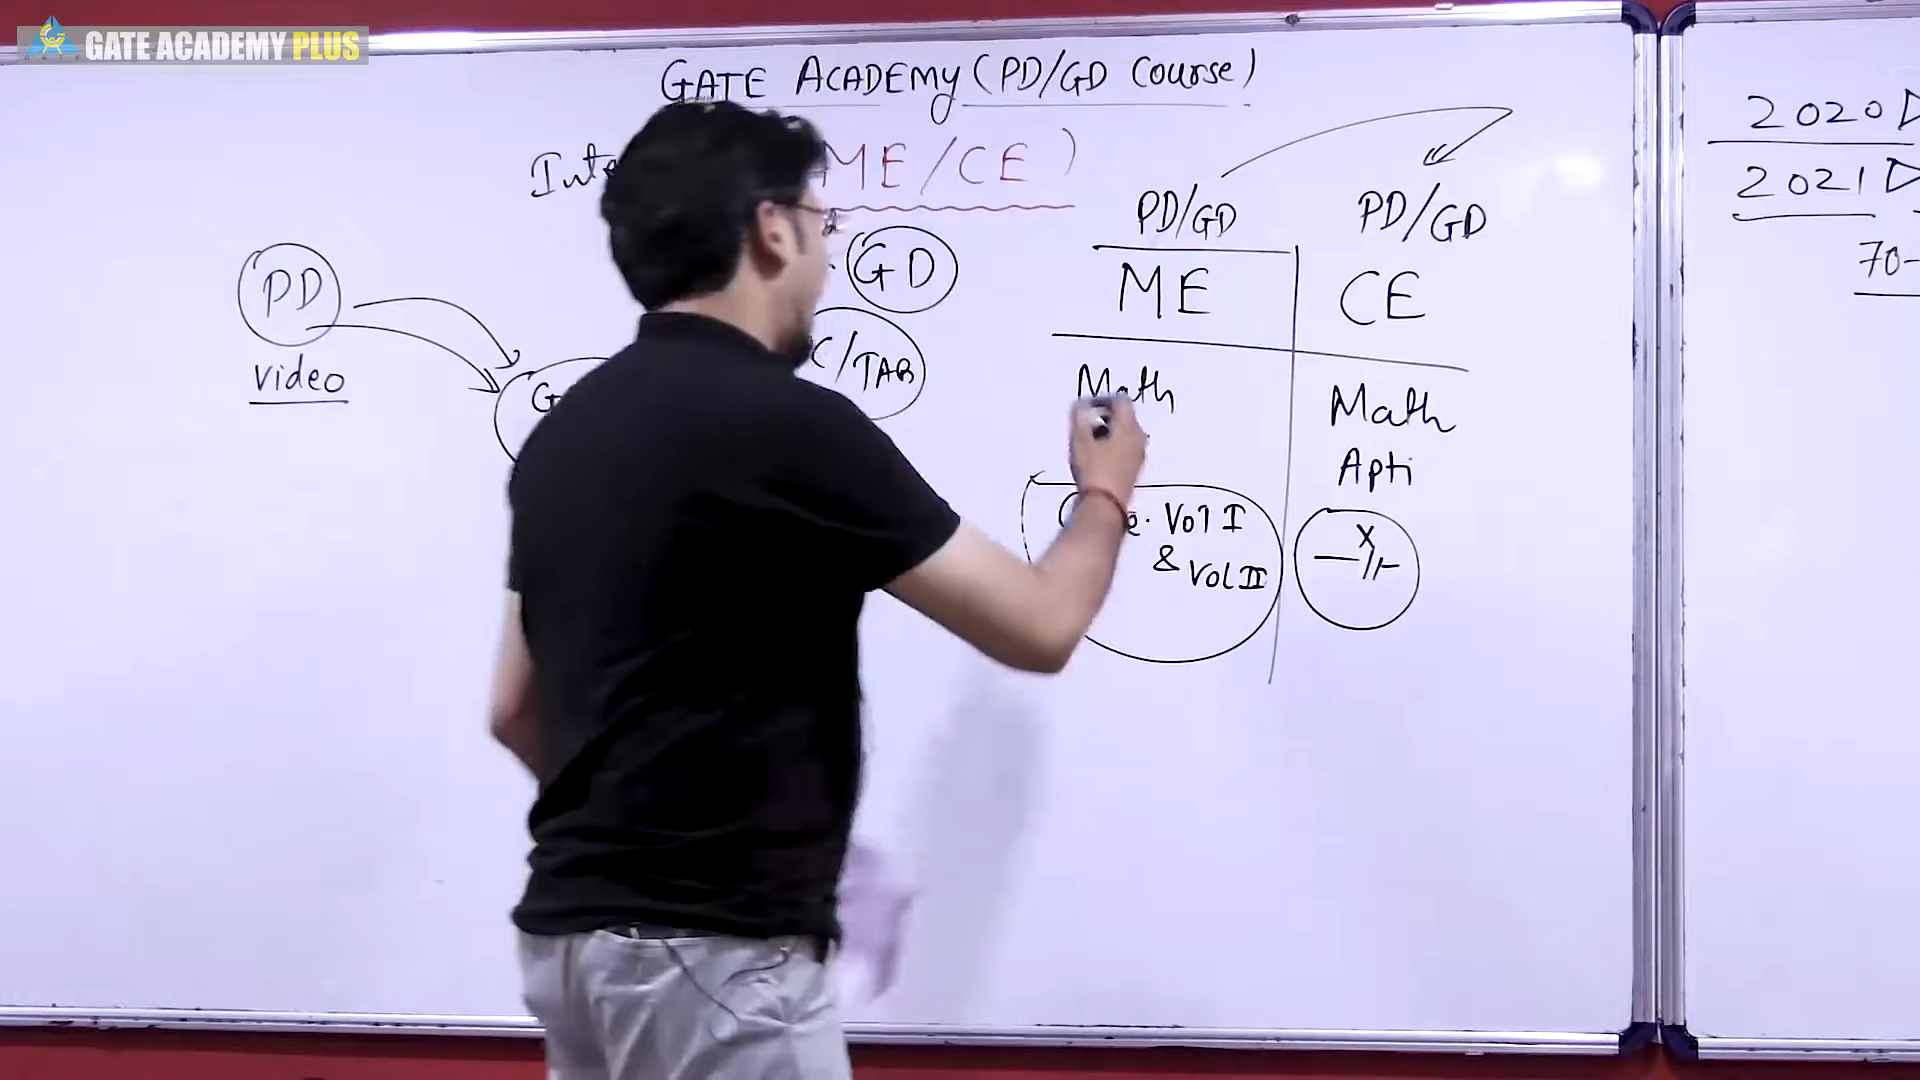 GATE ACADEMY PLUS
GATE ACADEMY (PD/GD Course)
ME/CE)
PD
video
GD
/TAB
PD/GD
PD/GD
ME
CE
Math
Math
Apti
Vol I
& Vol II
X
2020
2021
70-